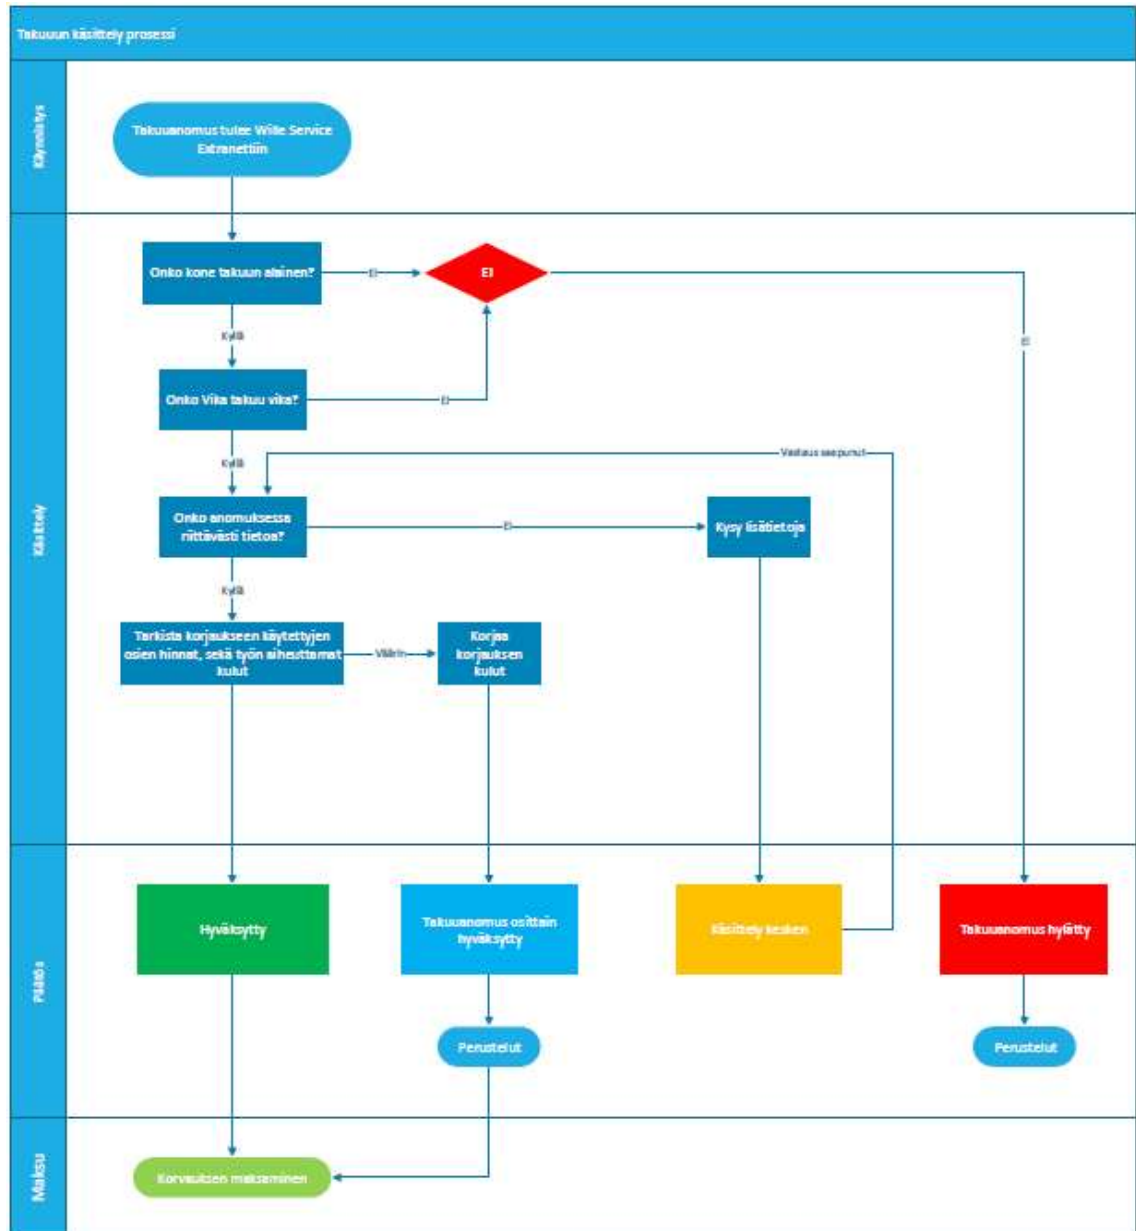 Takuuun käsittely prosessi
Käynnistys
Takuuanomus tulee Wille Service
Extranettiin
Käsittely
Onko kone takuun alainen?
Ei
EI
Ei
Kyllä
Onko Vika takuu vika?
Ei
Kyllä
Vastaus saapunut
Onko anomuksessa
riittävästi tietoa?
Ei
Kysy lisätietoja
Kyllä
Tarkista korjaukseen käytettyjen
osien hinnat, sekä työn aiheuttamat
kulut
Väärin
Korjaa
korjauksen
kulut
Päätös
Hyväksytty
Takuuanomus osittain
hyväksytty
Käsittely kesken
Takuuanomus hylätty
Perustelut
Perustelut
Maksu
Korvauksen maksaminen